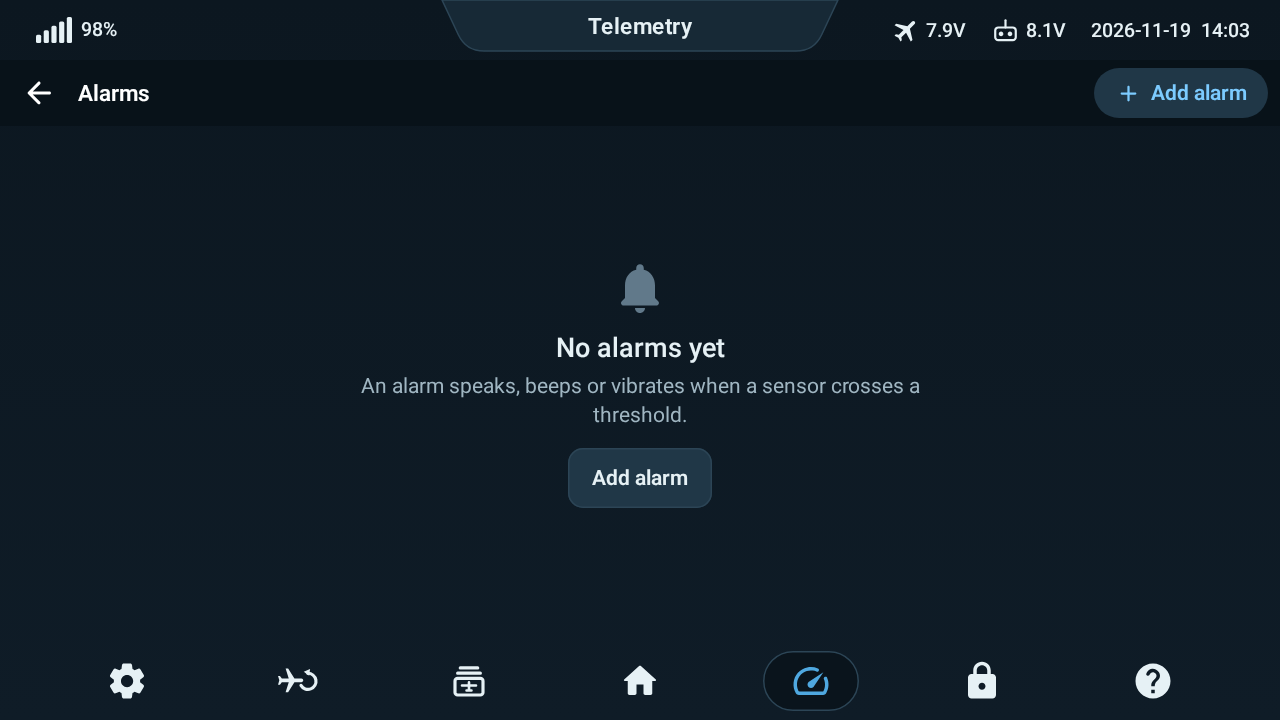 98%
Telemetry
7.9V
8.1V
2026-11-19 14:03
Alarms
Add alarm
No alarms yet
An alarm speaks, beeps or vibrates when a sensor crosses a
threshold.
Add alarm